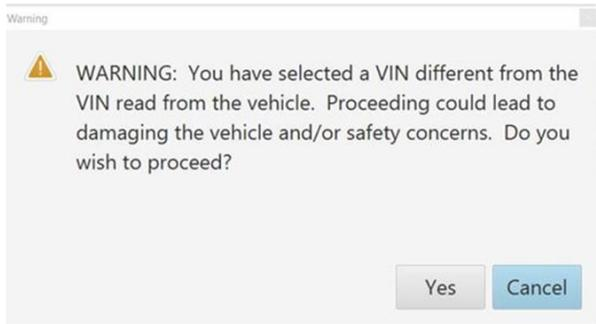 Warning
WARNING:  You have selected a VIN different from the
VIN read from the vehicle.  Proceeding could lead to
damaging the vehicle and/or safety concerns.  Do you
wish to proceed?
Yes
Cancel